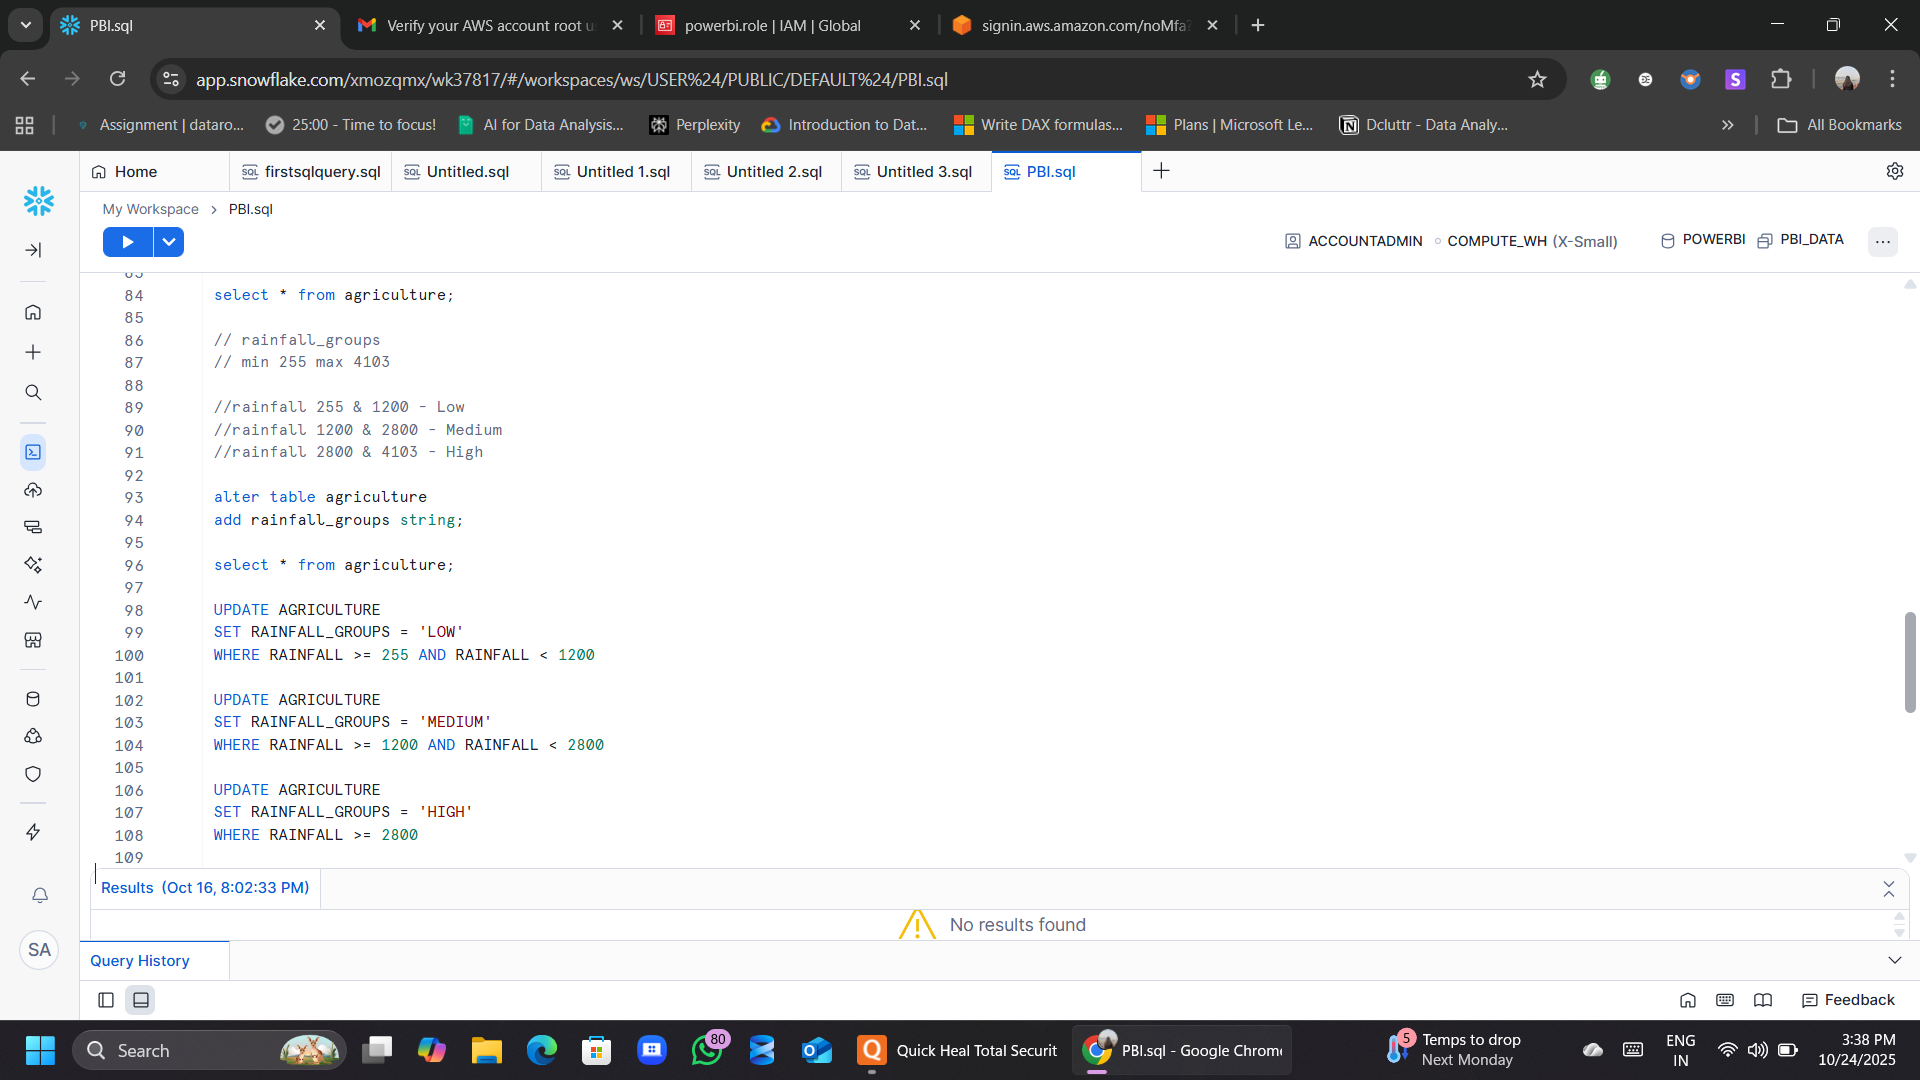 PBI.sql
Verify your AWS account root u
powerbi.role | IAM | Global
signin.aws.amazon.com/noMfa
app.snowflake.com/xmozqmx/wk37817/#/workspaces/ws/USER%24/PUBLIC/DEFAULT%24/PBI.sql
S
Assignment | dataro...
25:00 - Time to focus!
AI for Data Analysis...
Perplexity
Introduction to Dat...
Write DAX formulas...
Plans | Microsoft Le...
Dcluttr - Data Analy...
All Bookmarks
Home
SQL firstsqlquery.sql
SQL Untitled.sql
SQL Untitled 1.sql
SQL Untitled 2.sql
SQL Untitled 3.sql
SQL PBI.sql
My Workspace > PBI.sql
ACCOUNTADMIN
COMPUTE_WH (X-Small)
POWERBI
PBI_DATA
83
84 select * from agriculture;
85
86 // rainfall_groups
87 // min 255 max 4103
88
89 //rainfall 255 & 1200 - Low
90 //rainfall 1200 & 2800 - Medium
91 //rainfall 2800 & 4103 - High
92
93 alter table agriculture
94 add rainfall_groups string;
95
96 select * from agriculture;
97
98 UPDATE AGRICULTURE
99 SET RAINFALL_GROUPS = 'LOW'
100 WHERE RAINFALL >= 255 AND RAINFALL < 1200
101
102 UPDATE AGRICULTURE
103 SET RAINFALL_GROUPS = 'MEDIUM'
104 WHERE RAINFALL >= 1200 AND RAINFALL < 2800
105
106 UPDATE AGRICULTURE
107 SET RAINFALL_GROUPS = 'HIGH'
108 WHERE RAINFALL >= 2800
109
Results (Oct 16, 8:02:33 PM)
No results found
SA
Query History
Feedback
Search
80
Quick Heal Total Securit
PBI.sql - Google Chrome
5
Temps to drop
Next Monday
ENG
IN
3:38 PM
10/24/2025